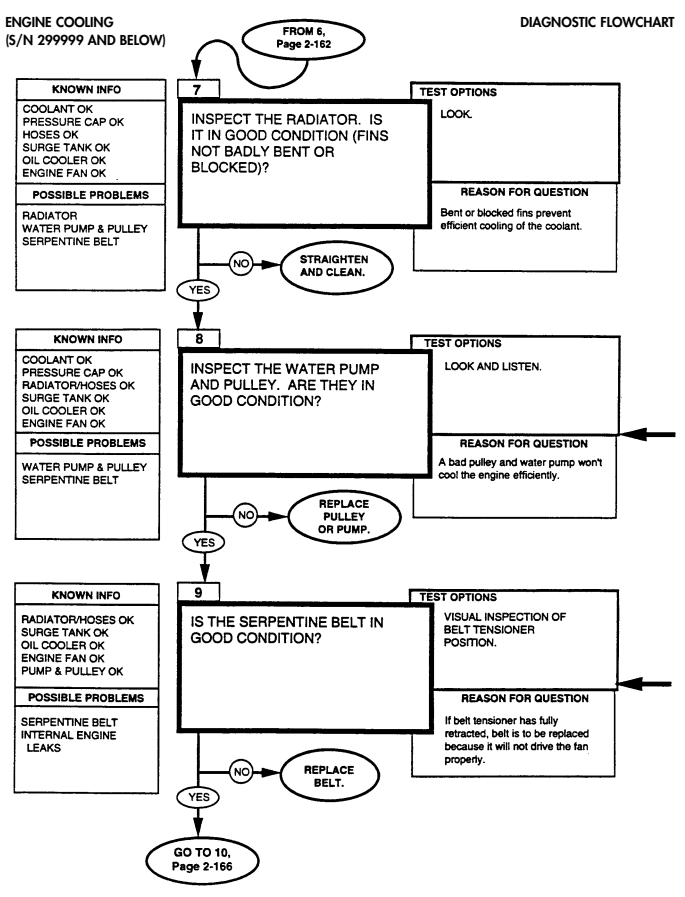 ENGINE COOLING
(S/N 299999 AND BELOW)
DIAGNOSTIC FLOWCHART
FROM 6,
Page 2-162
KNOWN INFO
COOLANT OK
PRESSURE CAP OK
HOSES OK
SURGE TANK OK
OIL COOLER OK
ENGINE FAN OK
POSSIBLE PROBLEMS
RADIATOR
WATER PUMP & PULLEY
SERPENTINE BELT
7
INSPECT THE RADIATOR. IS
IT IN GOOD CONDITION (FINS
NOT BADLY BENT OR
BLOCKED)?
TEST OPTIONS
LOOK.
REASON FOR QUESTION
Bent or blocked fins prevent
efficient cooling of the coolant.
NO
STRAIGHTEN
AND CLEAN.
YES
KNOWN INFO
COOLANT OK
PRESSURE CAP OK
RADIATOR/HOSES OK
SURGE TANK OK
OIL COOLER OK
ENGINE FAN OK
POSSIBLE PROBLEMS
WATER PUMP & PULLEY
SERPENTINE BELT
8
INSPECT THE WATER PUMP
AND PULLEY. ARE THEY IN
GOOD CONDITION?
TEST OPTIONS
LOOK AND LISTEN.
REASON FOR QUESTION
A bad pulley and water pump won't
cool the engine efficiently.
NO
REPLACE
PULLEY
OR PUMP.
YES
KNOWN INFO
RADIATOR/HOSES OK
SURGE TANK OK
OIL COOLER OK
ENGINE FAN OK
PUMP & PULLEY OK
POSSIBLE PROBLEMS
SERPENTINE BELT
INTERNAL ENGINE
LEAKS
9
IS THE SERPENTINE BELT IN
GOOD CONDITION?
TEST OPTIONS
VISUAL INSPECTION OF
BELT TENSIONER
POSITION.
REASON FOR QUESTION
If belt tensioner has fully
retracted, belt is to be replaced
because it will not drive the fan
properly.
NO
REPLACE
BELT.
YES
GO TO 10,
Page 2-166